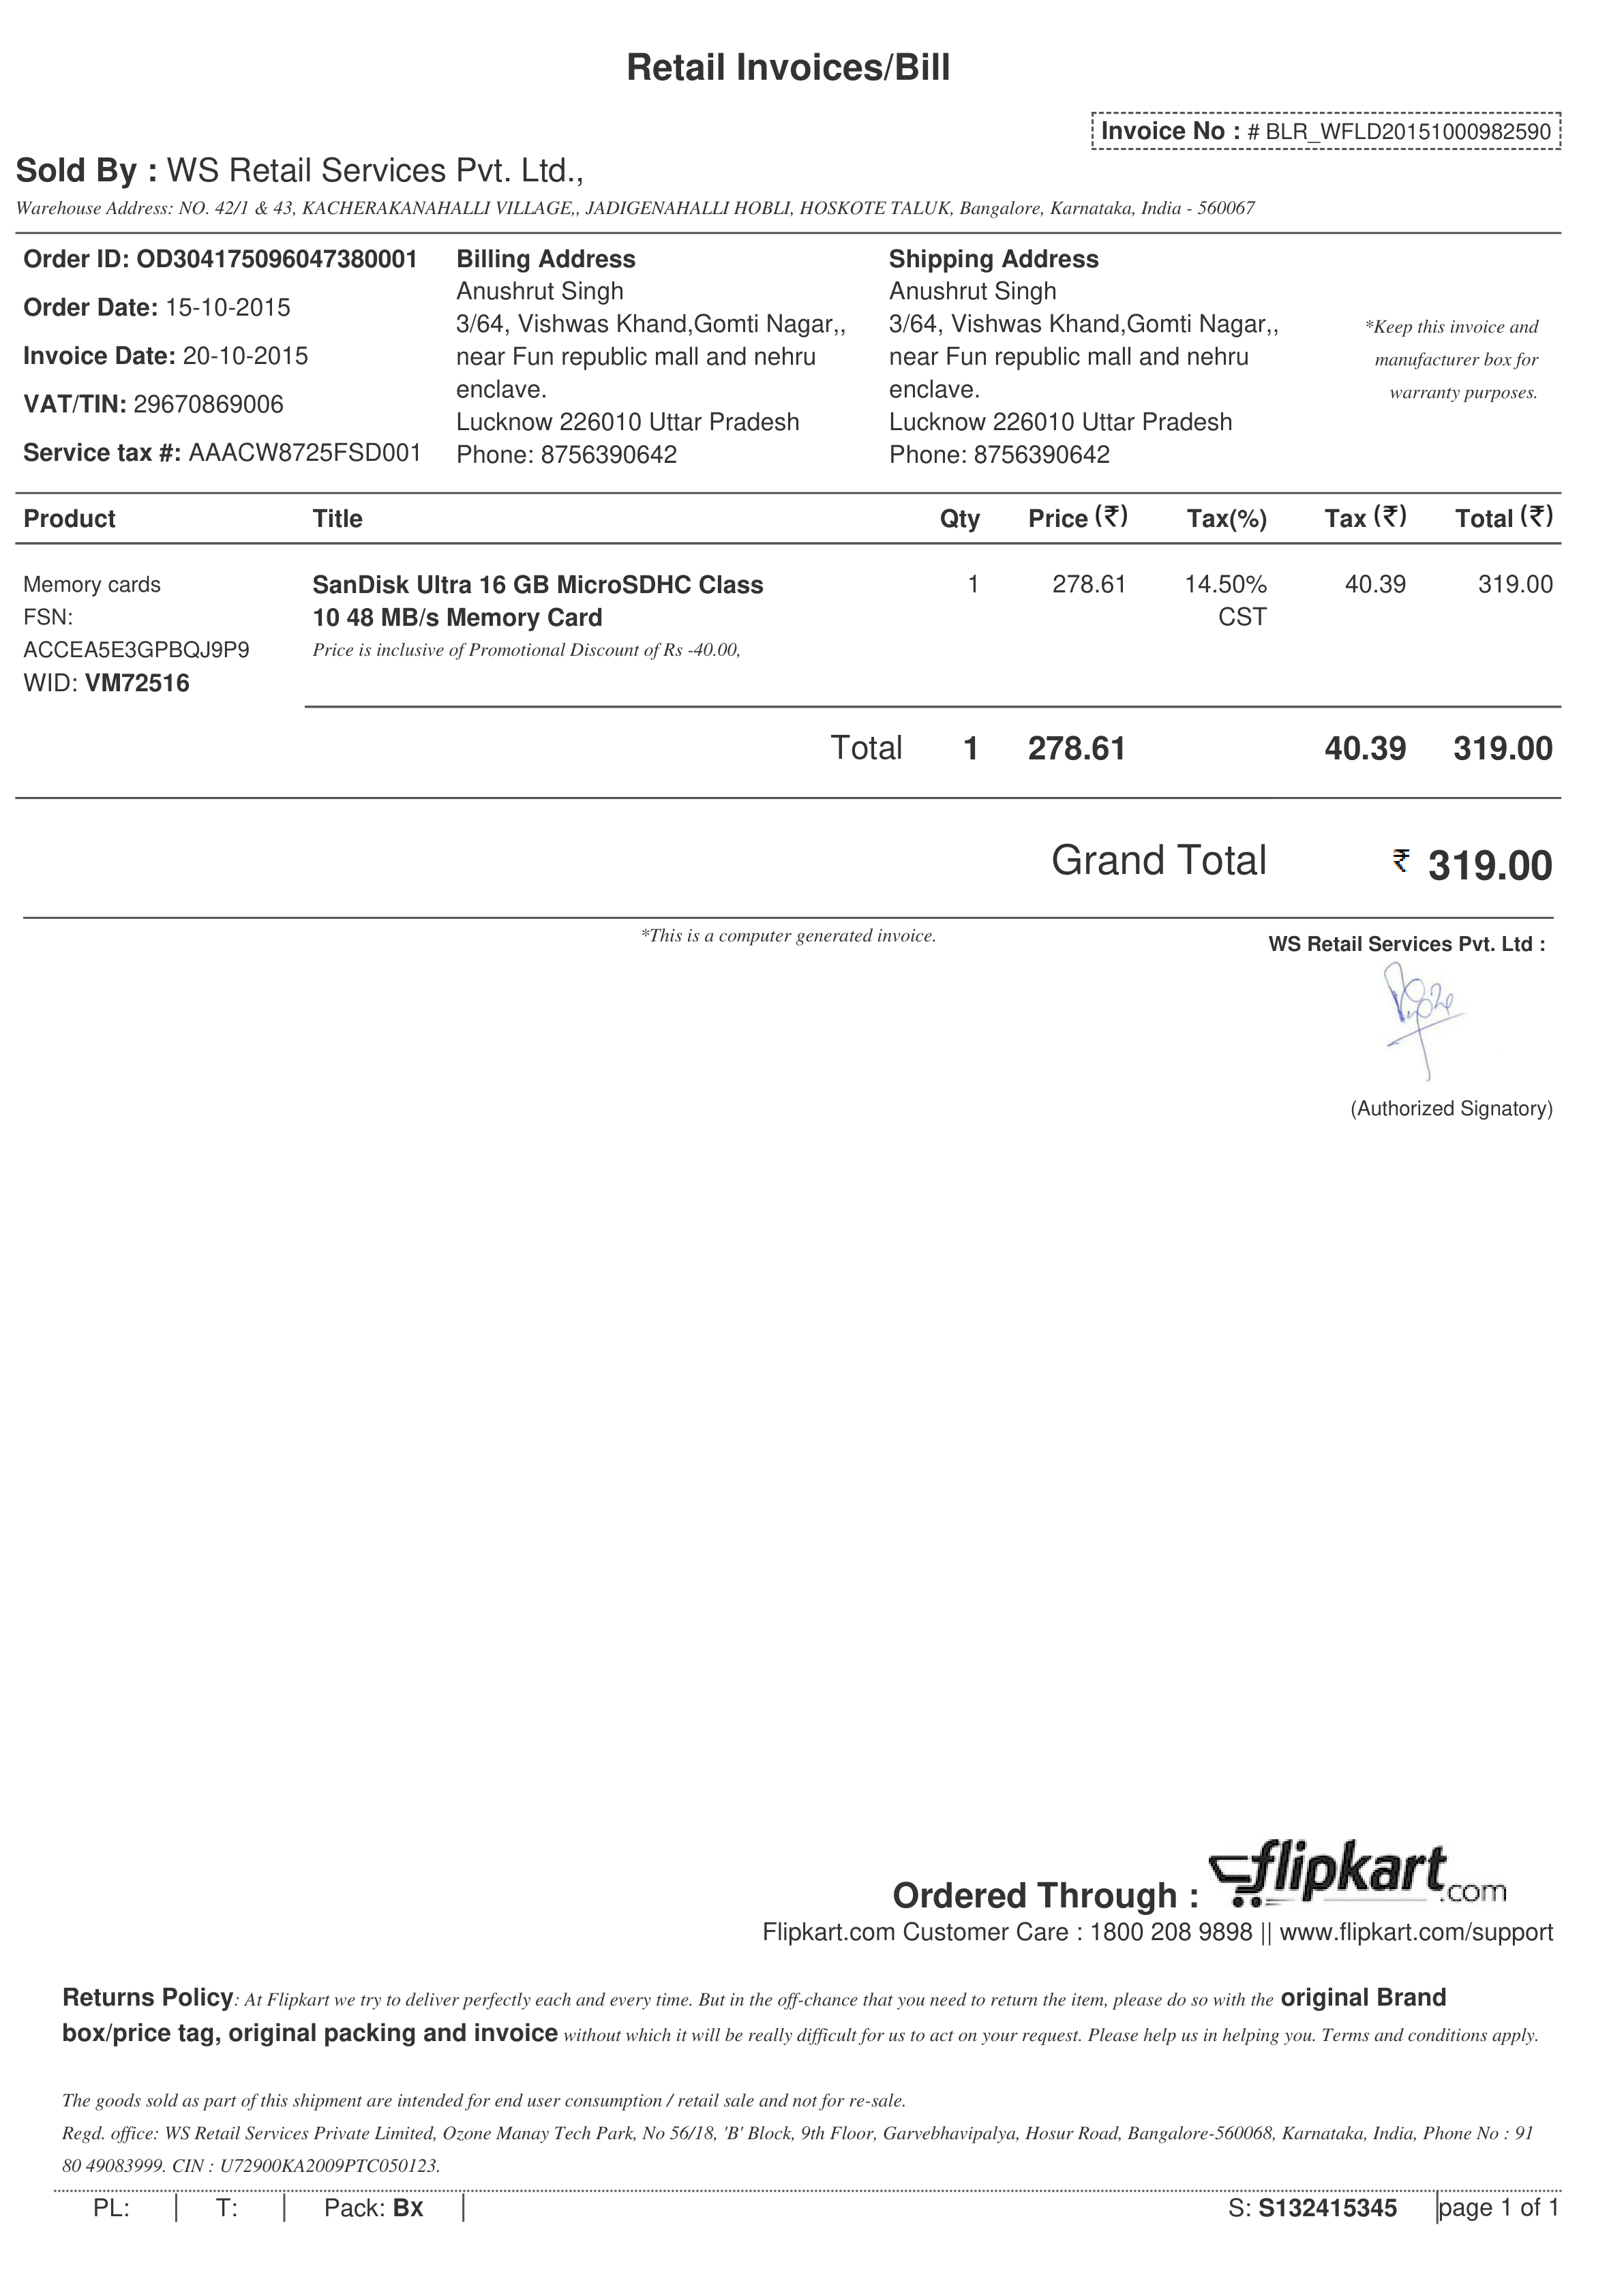 Retail Invoices/Bill
Invoice No : # BLR_WFLD20151000982590
Sold By : WS Retail Services Pvt. Ltd.,
Warehouse Address: NO. 42/1 & 43, KACHERAKANAHALLI VILLAGE,, JADIGENAHALLI HOBLI, HOSKOTE TALUK, Bangalore, Karnataka, India - 560067
Order ID: OD304175096047380001
Order Date: 15-10-2015
Invoice Date: 20-10-2015
VAT/TIN: 29670869006
Service tax #: AAACW8725FSD001
Billing Address
Anushrut Singh
3/64, Vishwas Khand,Gomti Nagar,,
near Fun republic mall and nehru
enclave.
Lucknow 226010 Uttar Pradesh
Phone: 8756390642
Shipping Address
Anushrut Singh
3/64, Vishwas Khand,Gomti Nagar,,
near Fun republic mall and nehru
enclave.
Lucknow 226010 Uttar Pradesh
Phone: 8756390642
*Keep this invoice and
manufacturer box for
warranty purposes.
Product Title Qty Price (₹) Tax(%) Tax (₹) Total (₹)
Memory cards SanDisk Ultra 16 GB MicroSDHC Class 1 278.61 14.50% 40.39 319.00
FSN: 10 48 MB/s Memory Card CST
ACCEA5E3GPBQJ9P9 Price is inclusive of Promotional Discount of Rs -40.00,
WID: VM72516
Total 1 278.61 40.39 319.00
Grand Total ₹ 319.00
*This is a computer generated invoice.
WS Retail Services Pvt. Ltd :
(Authorized Signatory)
Ordered Through : flipkart.com
Flipkart.com Customer Care : 1800 208 9898 || www.flipkart.com/support
Returns Policy: At Flipkart we try to deliver perfectly each and every time. But in the off-chance that you need to return the item, please do so with the original Brand
box/price tag, original packing and invoice without which it will be really difficult for us to act on your request. Please help us in helping you. Terms and conditions apply.
The goods sold as part of this shipment are intended for end user consumption / retail sale and not for re-sale.
Regd. office: WS Retail Services Private Limited, Ozone Manay Tech Park, No 56/18, 'B' Block, 9th Floor, Garvebhavipalya, Hosur Road, Bangalore-560068, Karnataka, India, Phone No : 91
80 49083999. CIN : U72900KA2009PTC050123.
PL: | T: | Pack: Bx | S: S132415345 |page 1 of 1